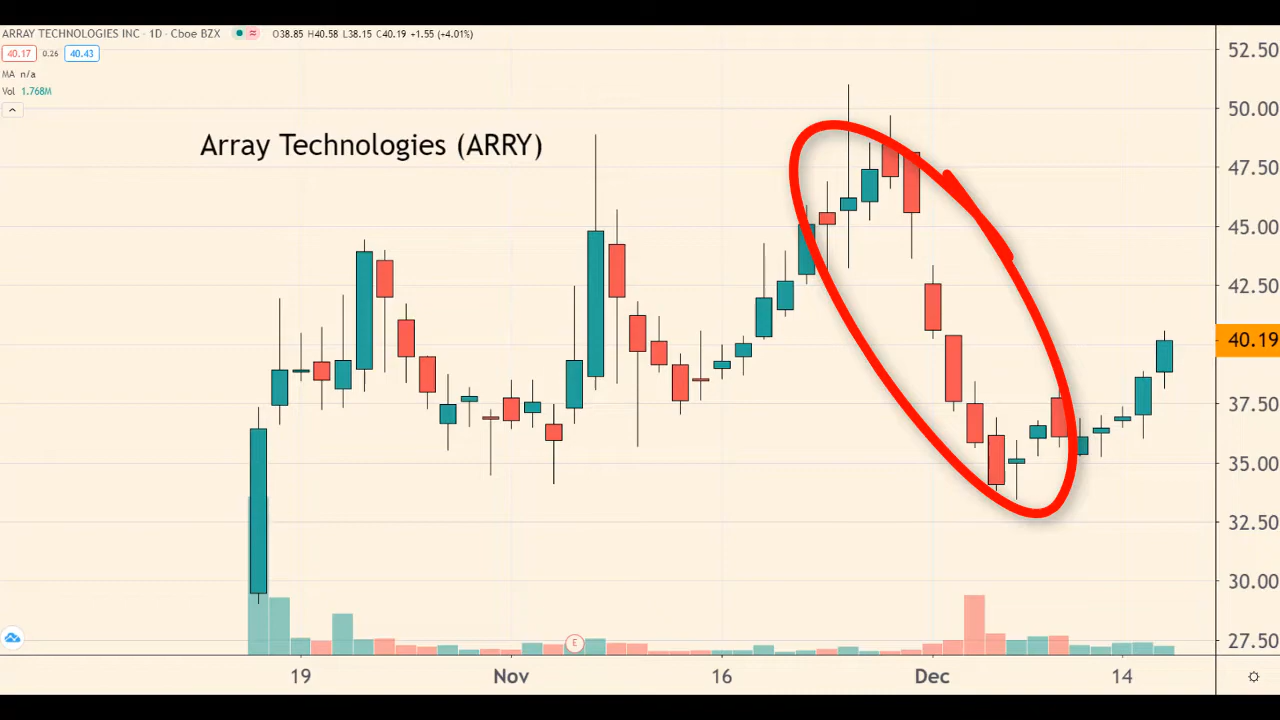 ARRAY TECHNOLOGIES INC · 1D · Cboe BZX ≈ O38.85 H40.58 L38.15 C40.19 +1.55 (+4.01%)
40.17 0.26 40.43
MA n/a
Vol 1.768M
Array Technologies (ARRY)
52.50
50.00
47.50
45.00
42.50
40.19
37.50
35.00
32.50
30.00
27.50
E
19 Nov 16 Dec 14